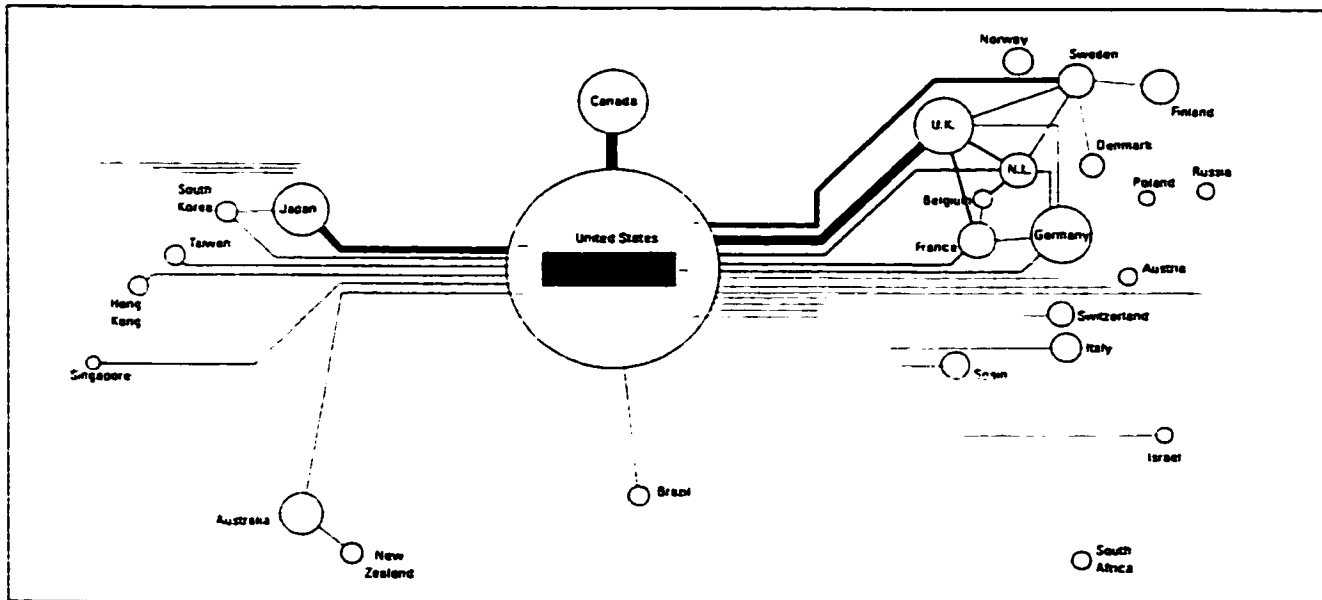 Norway
Sweden
Canada
U.K.
Finland
Denmark
South
Korea
Japan
N.L.
Poland
Russia
Belgium
Taiwan
United States
France
Germany
Austria
Hong
Kong
Switzerland
Italy
Singapore
Spain
Israel
Brazil
Australia
New
Zealand
South
Africa